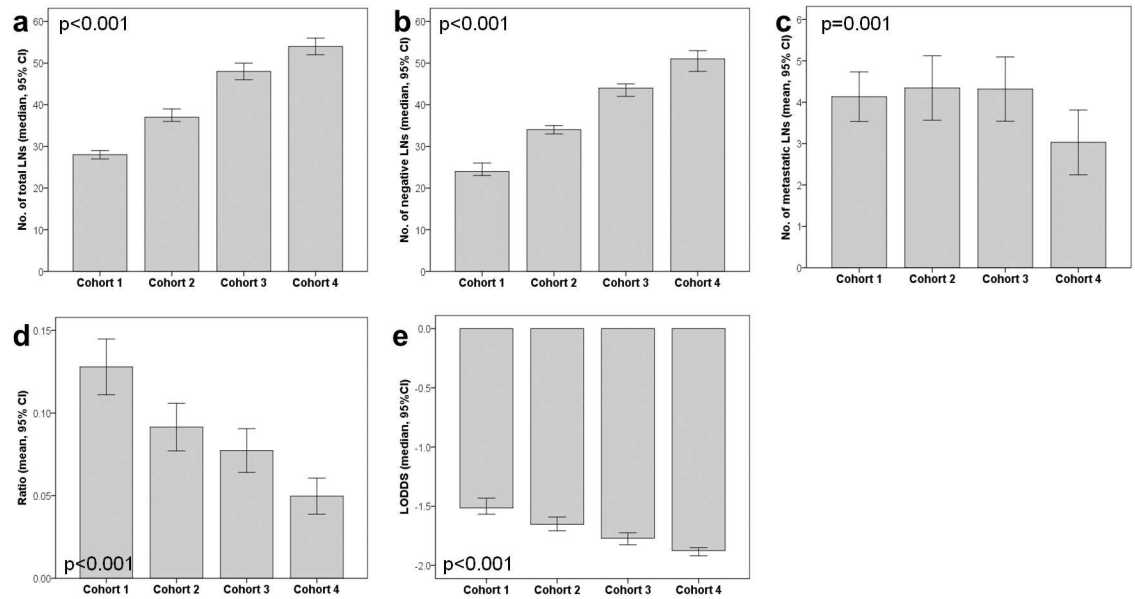 a
p<0.001
No. of total LNs (median, 95% CI)
60
50
40
30
20
10
0
Cohort 1 Cohort 2 Cohort 3 Cohort 4
b
p<0.001
No. of negative LNs (median, 95% CI)
60
50
40
30
20
10
0
Cohort 1 Cohort 2 Cohort 3 Cohort 4
c
p=0.001
No. of metastatic LNs (mean, 95% CI)
6
5
4
3
2
1
0
Cohort 1 Cohort 2 Cohort 3 Cohort 4
d
Ratio (mean, 95% CI)
0.15
0.10
0.05
0.00
p<0.001
Cohort 1 Cohort 2 Cohort 3 Cohort 4
e
LODDS (median, 95%CI)
0.0
-0.5
-1.0
-1.5
-2.0
p<0.001
Cohort 1 Cohort 2 Cohort 3 Cohort 4